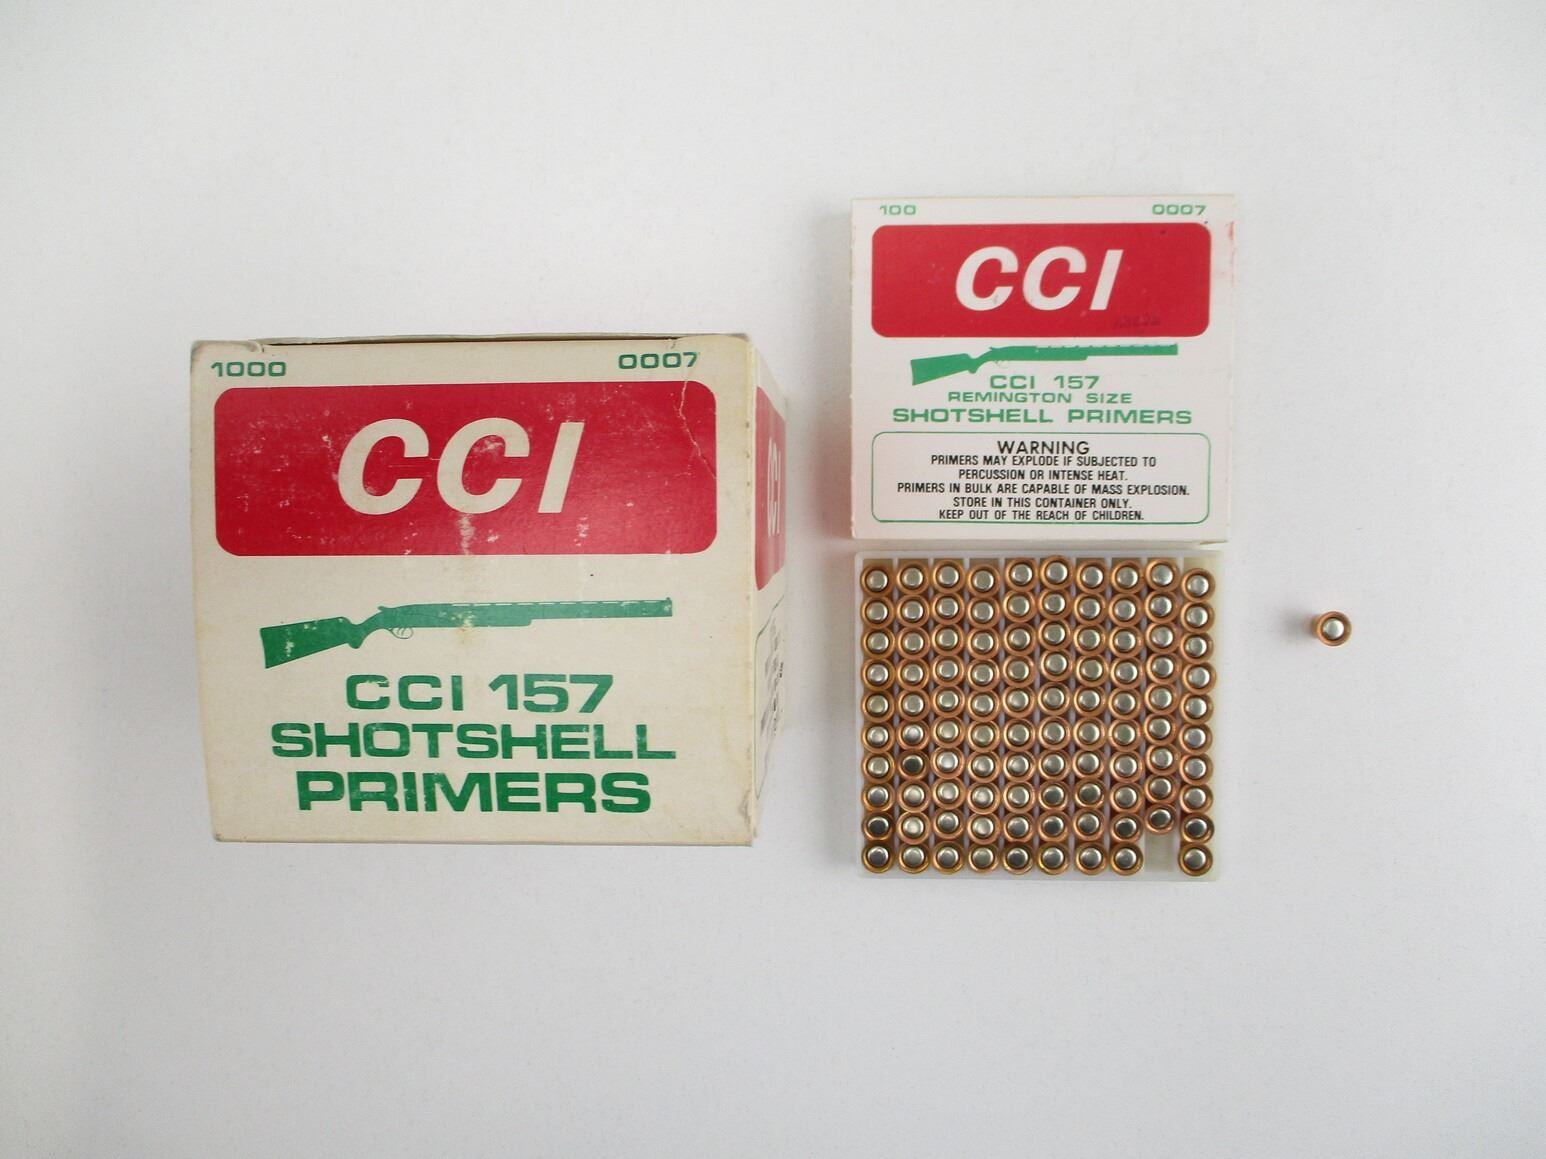 1000 0007
CCI
CCI 157
SHOTSHELL
PRIMERS
CCI
100 0007
CCI
CCI 157
REMINGTON SIZE
SHOTSHELL PRIMERS
WARNING
PRIMERS MAY EXPLODE IF SUBJECTED TO
PERCUSSION OR INTENSE HEAT.
PRIMERS IN BULK ARE CAPABLE OF MASS EXPLOSION.
STORE IN THIS CONTAINER ONLY.
KEEP OUT OF THE REACH OF CHILDREN.